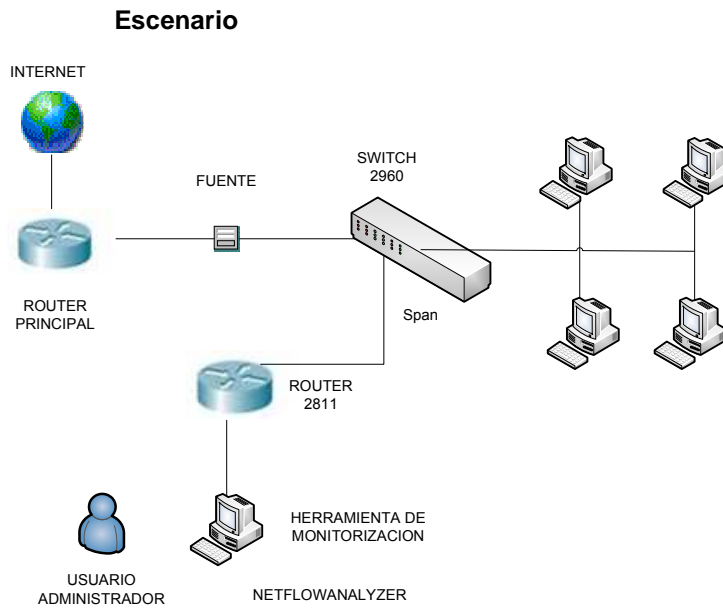 Escenario
INTERNET
FUENTE
SWITCH
2960
ROUTER
PRINCIPAL
Span
ROUTER
2811
HERRAMIENTA DE
MONITORIZACION
USUARIO
ADMINISTRADOR
NETFLOWANALYZER